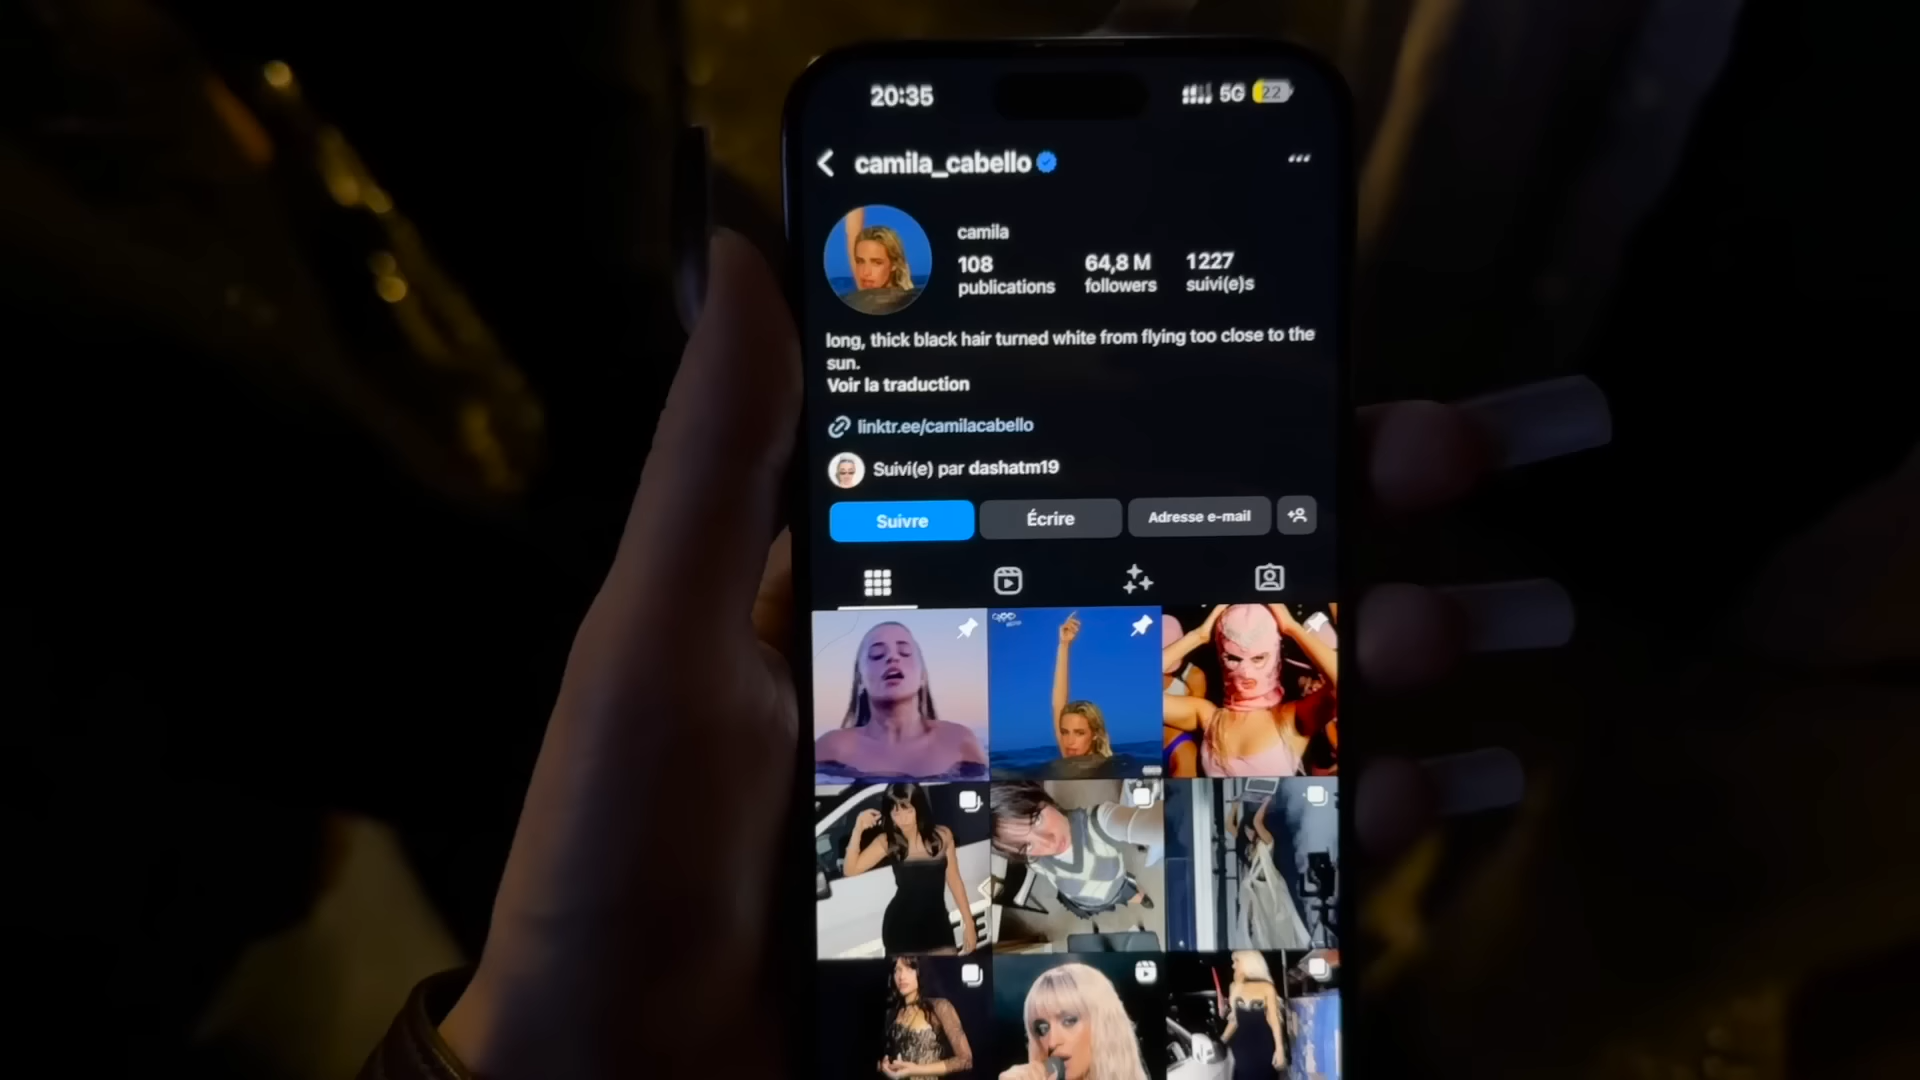 20:35
5G 22
camila_cabello
camila
108 64,8 M 1227
publications followers suivi(e)s
long, thick black hair turned white from flying too close to the
sun.
Voir la traduction
linktr.ee/camilacabello
Suivi(e) par dashatm19
Suivre Écrire Adresse e-mail